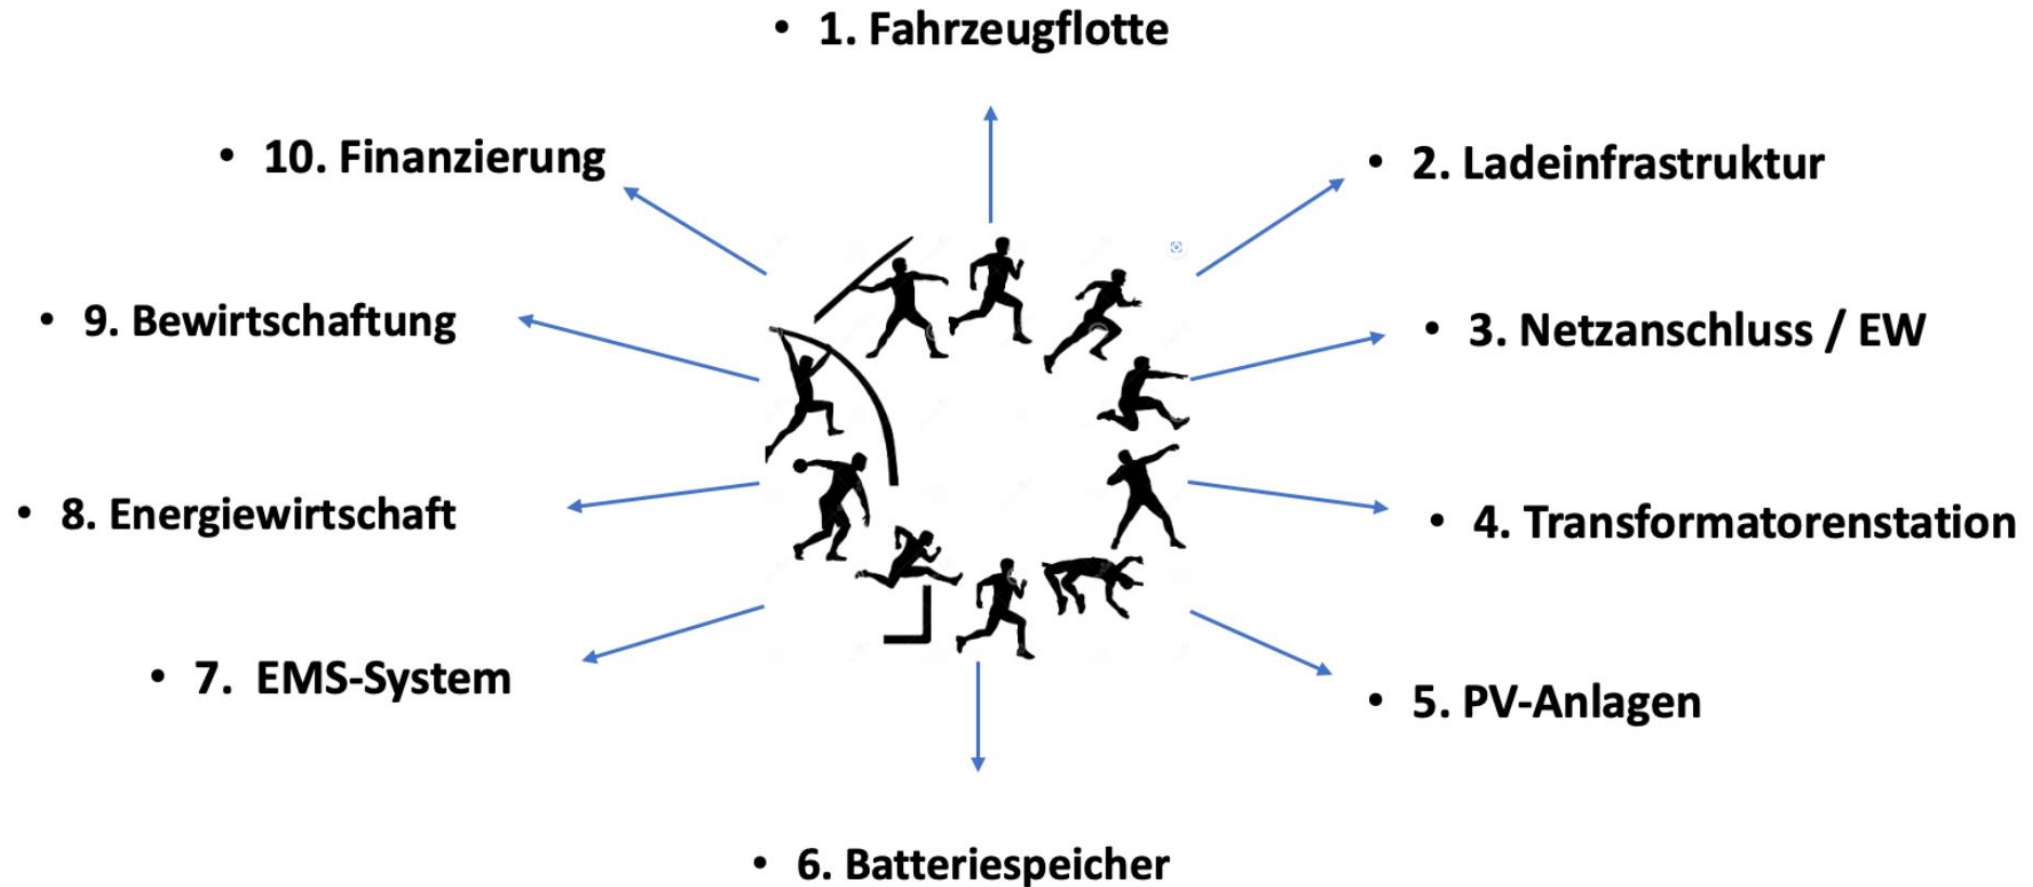 • 1. Fahrzeugflotte
• 2. Ladeinfrastruktur
• 3. Netzanschluss / EW
• 4. Transformatorenstation
• 5. PV-Anlagen
• 6. Batteriespeicher
• 7.  EMS-System
• 8. Energiewirtschaft
• 9. Bewirtschaftung
• 10. Finanzierung